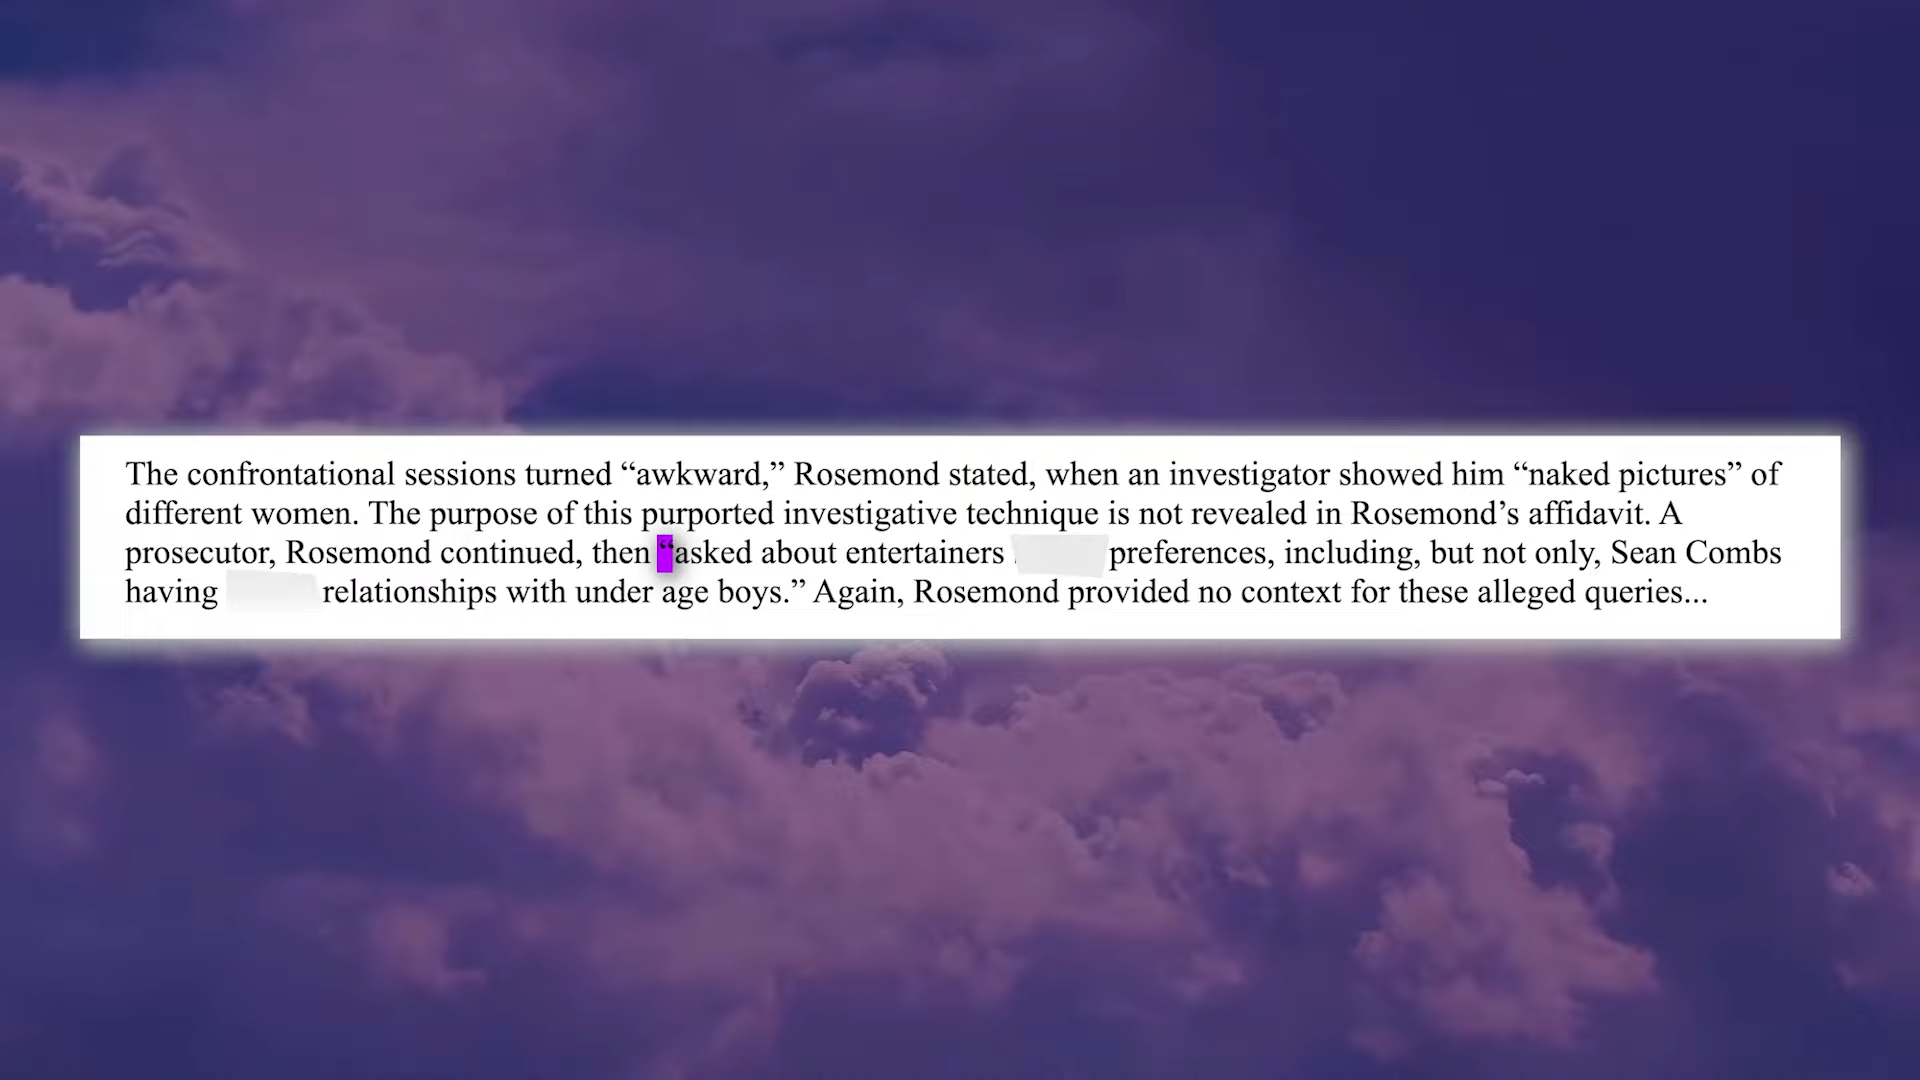 The confrontational sessions turned “awkward,” Rosemond stated, when an investigator showed him “naked pictures” of
different women. The purpose of this purported investigative technique is not revealed in Rosemond’s affidavit. A
prosecutor, Rosemond continued, then “asked about entertainers preferences, including, but not only, Sean Combs
having relationships with under age boys.” Again, Rosemond provided no context for these alleged queries...